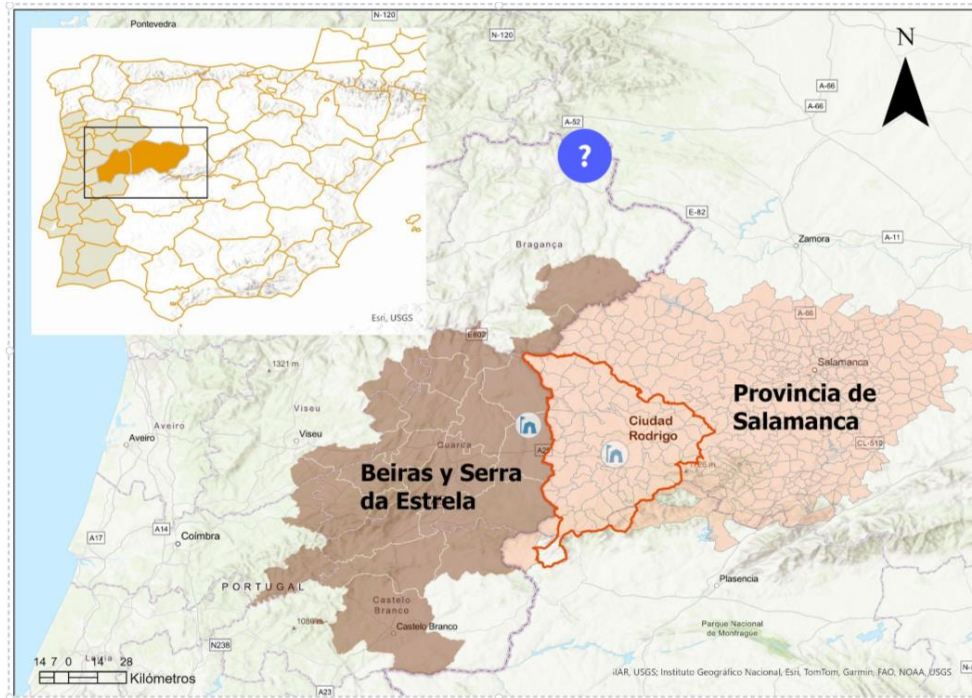 Pontevedra
N-120
N-120
N
A-66
A-66
A-52
?
E-82
Bragança
Zamora
A-11
Esri, USGS
E802
A-66
1321 m
Salamanca
Viseu
Provincia de
Salamanca
Aveiro
Aveiro
Viseu
Ciudad
Rodrigo
Guarda
A25
CL-510
Beiras y Serra
da Estrela
A17
A14
Coímbra
PORTUGAL
Plasencia
Castelo
Branco
Castelo Branco
Parque Nacional
de Monfragüe
N238
14 7 0 14 28
Kilómetros
A23
USGS; Instituto Geográfico Nacional, Esri, TomTom, Garmin, FAO, NOAA, USGS